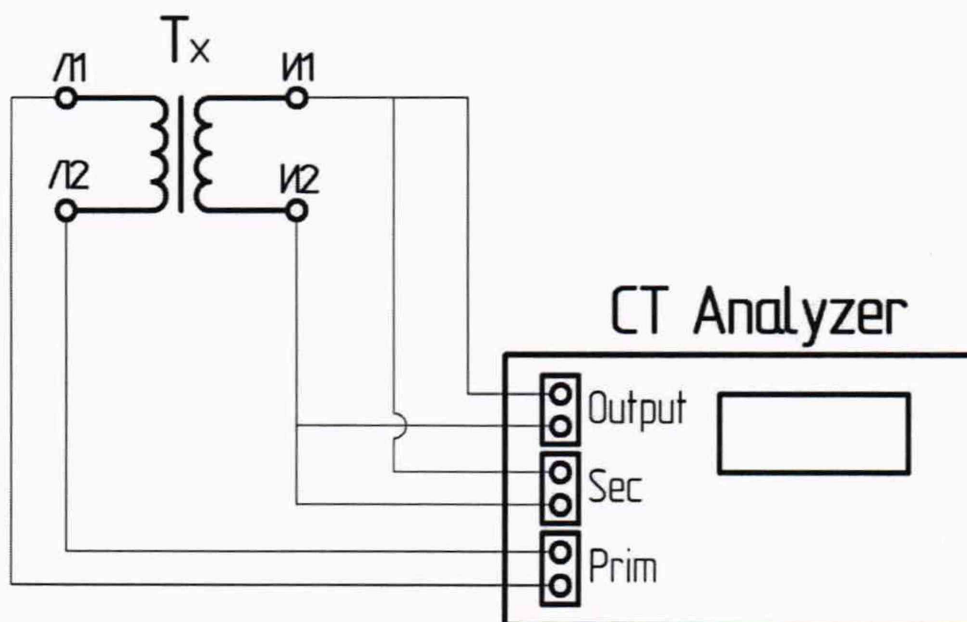 Tx
Л1
И1
Л2
И2
CT Analyzer
Output
Sec
Prim